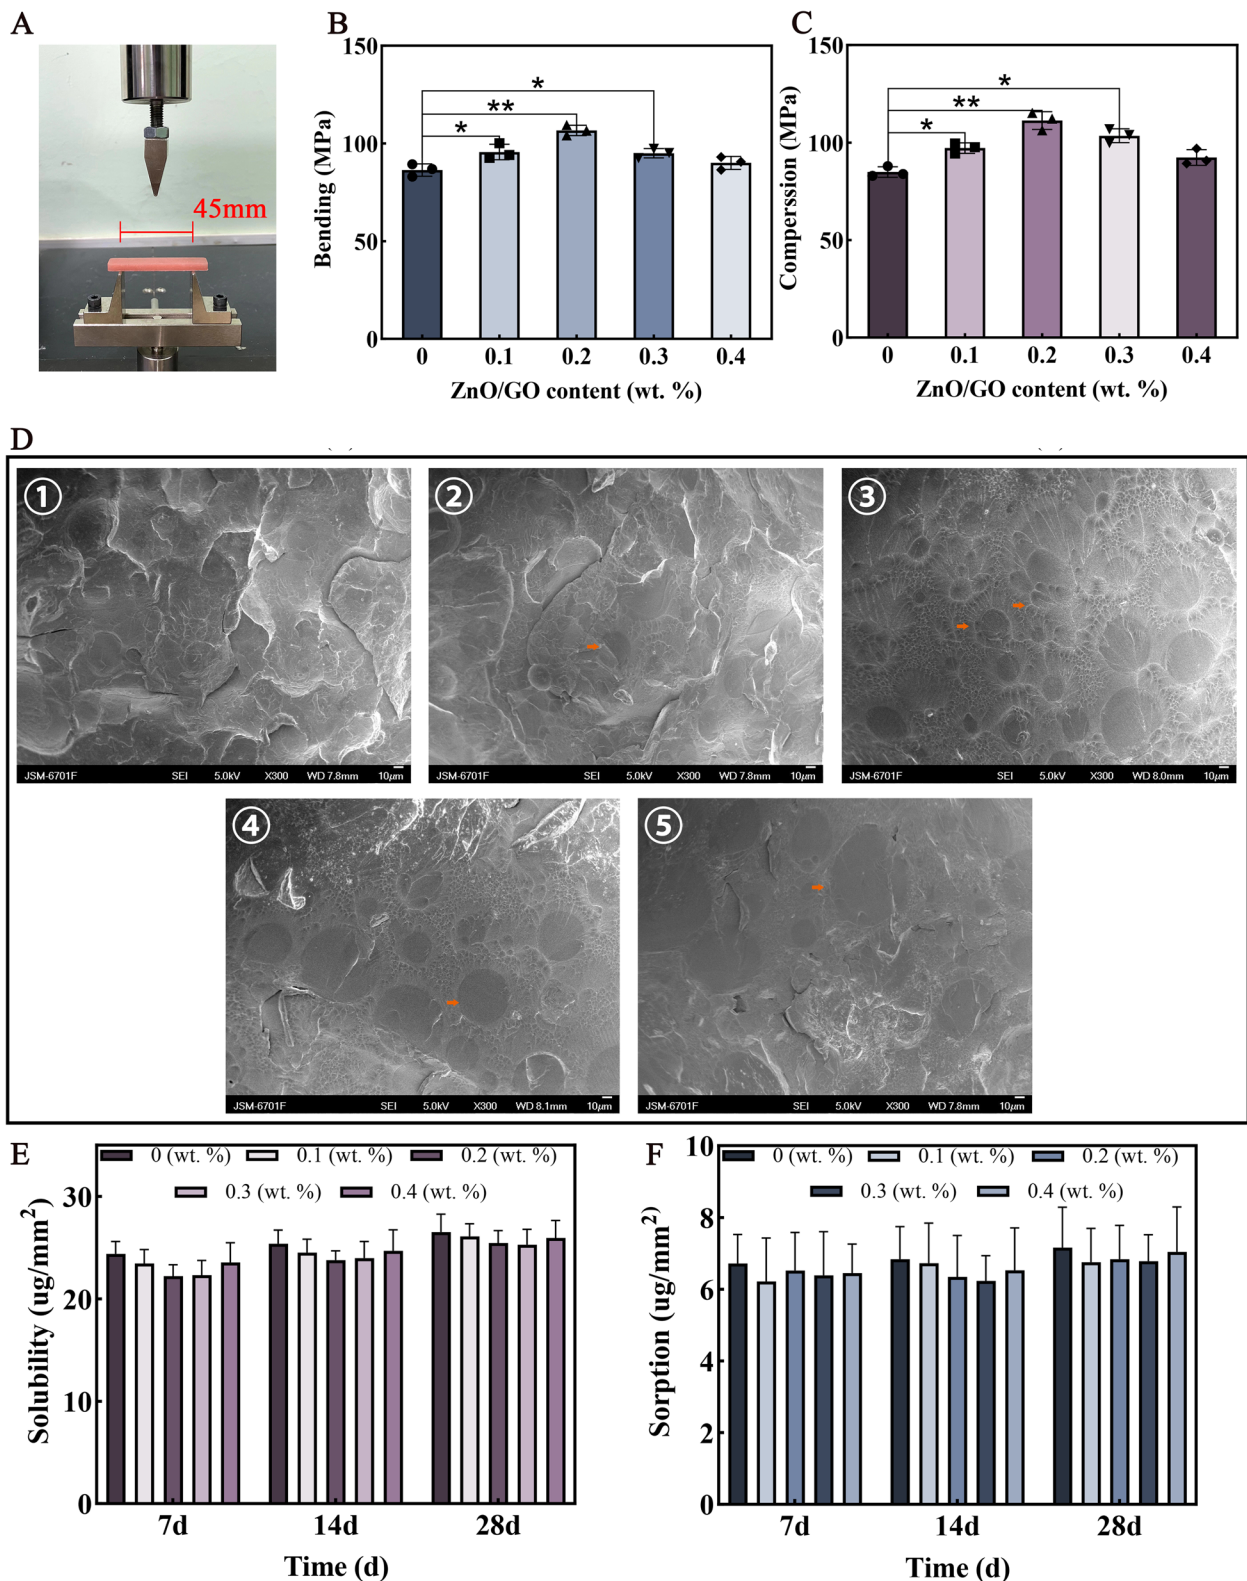 A
45mm
B
150
100
50
0
Bending (MPa)
*
**
*
0 0.1 0.2 0.3 0.4
ZnO/GO content (wt. %)
C
150
100
50
0
Comperssion (MPa)
*
**
*
0 0.1 0.2 0.3 0.4
ZnO/GO content (wt. %)
D
①
JSM-6701F SEI 5.0kV X300 WD 7.8mm 10μm
②
JSM-6701F SEI 5.0kV X300 WD 7.8mm 10μm
③
JSM-6701F SEI 5.0kV X300 WD 8.0mm 10μm
④
JSM-6701F SEI 5.0kV X300 WD 8.1mm 10μm
⑤
JSM-6701F SEI 5.0kV X300 WD 7.8mm 10μm
E
0 (wt. %) 0.1 (wt. %) 0.2 (wt. %)
0.3 (wt. %) 0.4 (wt. %)
30
20
10
0
Solubility (ug/mm²)
7d 14d 28d
Time (d)
F
0 (wt. %) 0.1 (wt. %) 0.2 (wt. %)
0.3 (wt. %) 0.4 (wt. %)
10
8
6
4
2
0
Sorption (ug/mm²)
7d 14d 28d
Time (d)